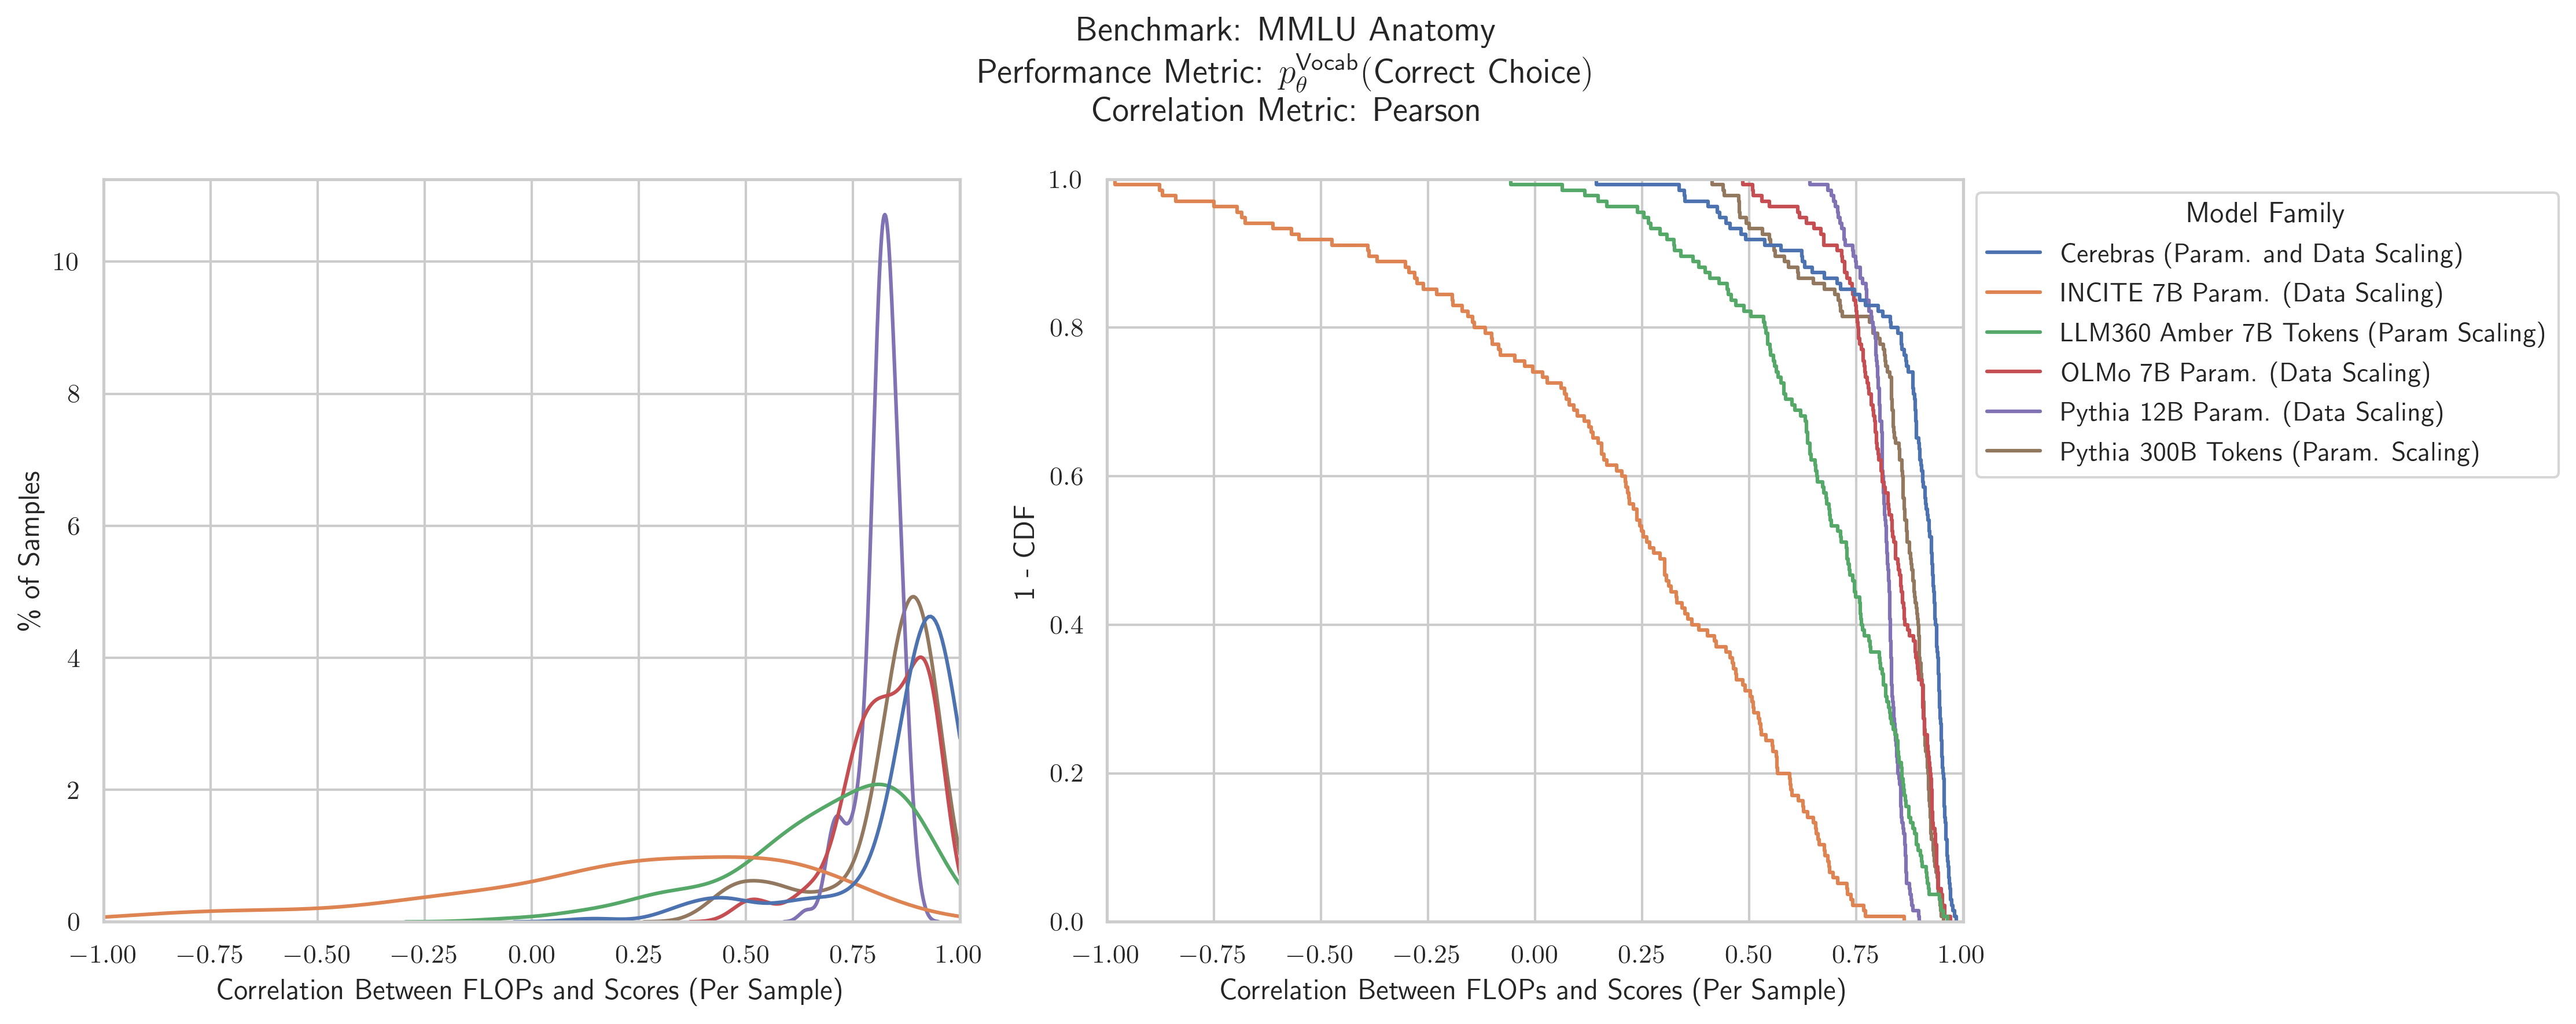 Benchmark: MMLU Anatomy
Performance Metric: $p_\theta^{\text{Vocab}}$(Correct Choice)
Correlation Metric: Pearson
% of Samples
10
8
6
4
2
0
−1.00 −0.75 −0.50 −0.25 0.00 0.25 0.50 0.75 1.00
Correlation Between FLOPs and Scores (Per Sample)
1 - CDF
1.0
0.8
0.6
0.4
0.2
0.0
−1.00 −0.75 −0.50 −0.25 0.00 0.25 0.50 0.75 1.00
Correlation Between FLOPs and Scores (Per Sample)
Model Family
Cerebras (Param. and Data Scaling)
INCITE 7B Param. (Data Scaling)
LLM360 Amber 7B Tokens (Param Scaling)
OLMo 7B Param. (Data Scaling)
Pythia 12B Param. (Data Scaling)
Pythia 300B Tokens (Param. Scaling)